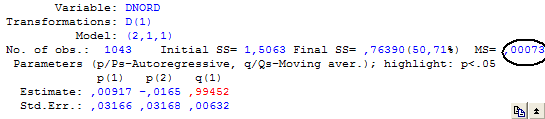 Variable: DNORD
Transformations: D(1)
Model: (2,1,1)
No. of obs.: 1043 Initial SS= 1,5063 Final SS= ,76390(50,71%) MS= ,00073
Parameters (p/Ps-Autoregressive, q/Qs-Moving aver.); highlight: p<.05
p(1) p(2) q(1)
Estimate: ,00917 -,0165 ,99452
Std.Err.: ,03166 ,03168 ,00632